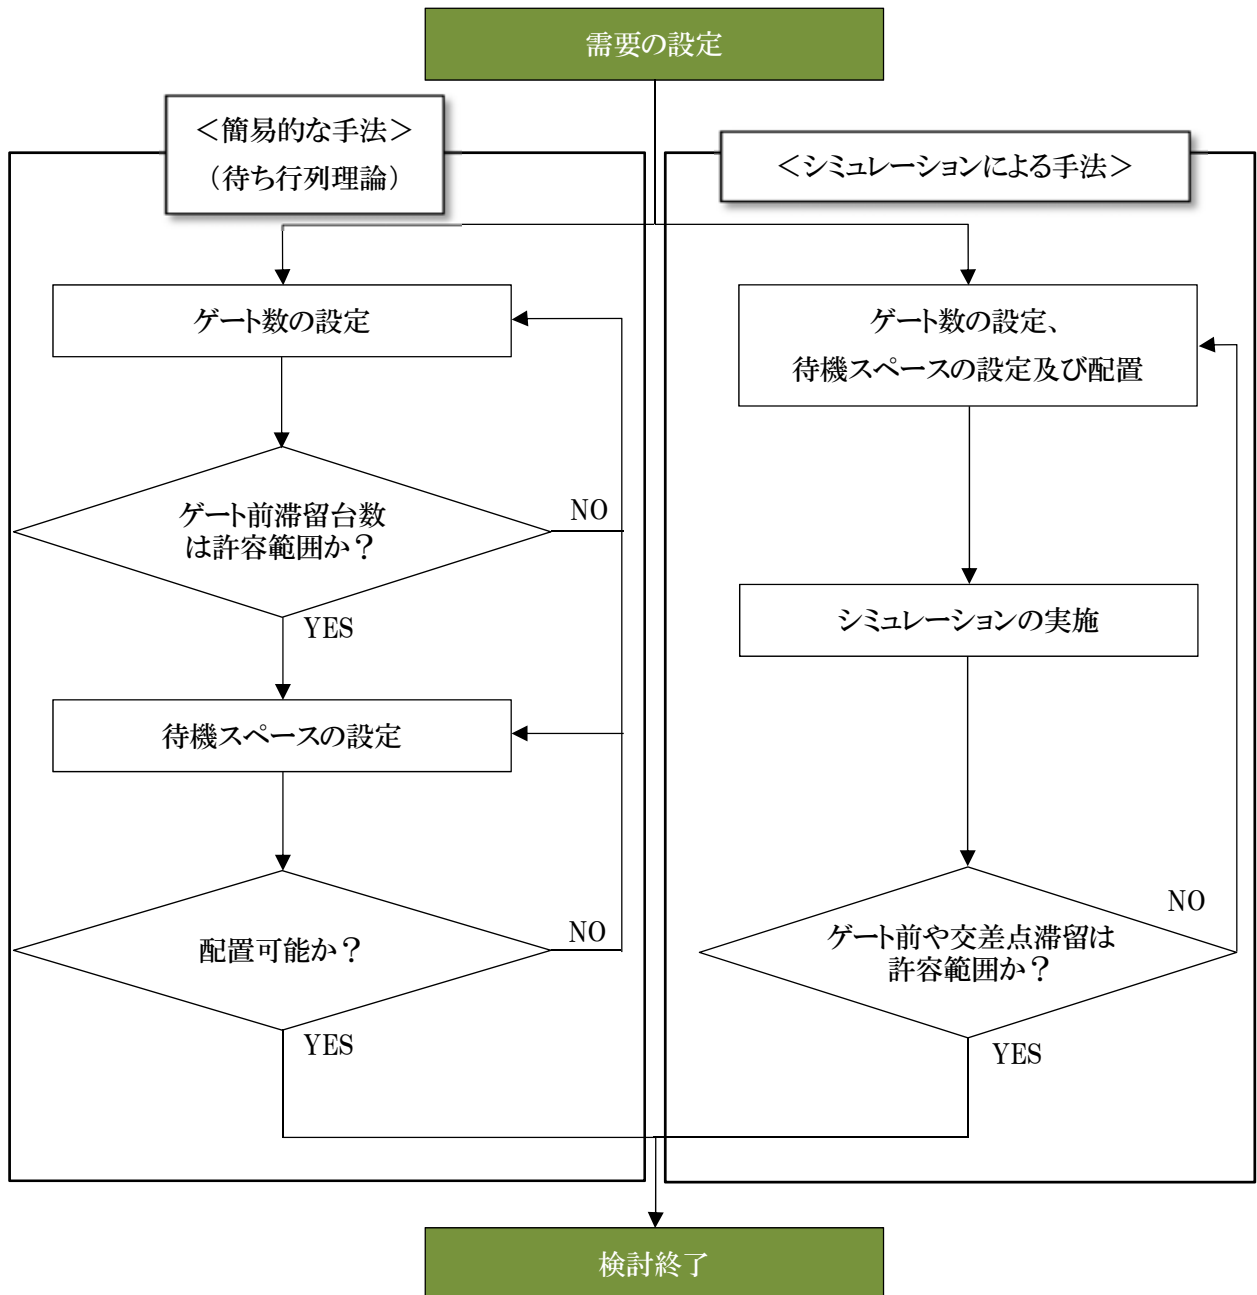 需要の設定
＜簡易的な手法＞
（待ち行列理論）
ゲート数の設定
ゲート前滞留台数
は許容範囲か？
NO
YES
待機スペースの設定
配置可能か？
NO
YES
＜シミュレーションによる手法＞
ゲート数の設定、
待機スペースの設定及び配置
シミュレーションの実施
ゲート前や交差点滞留は
許容範囲か？
NO
YES
検討終了